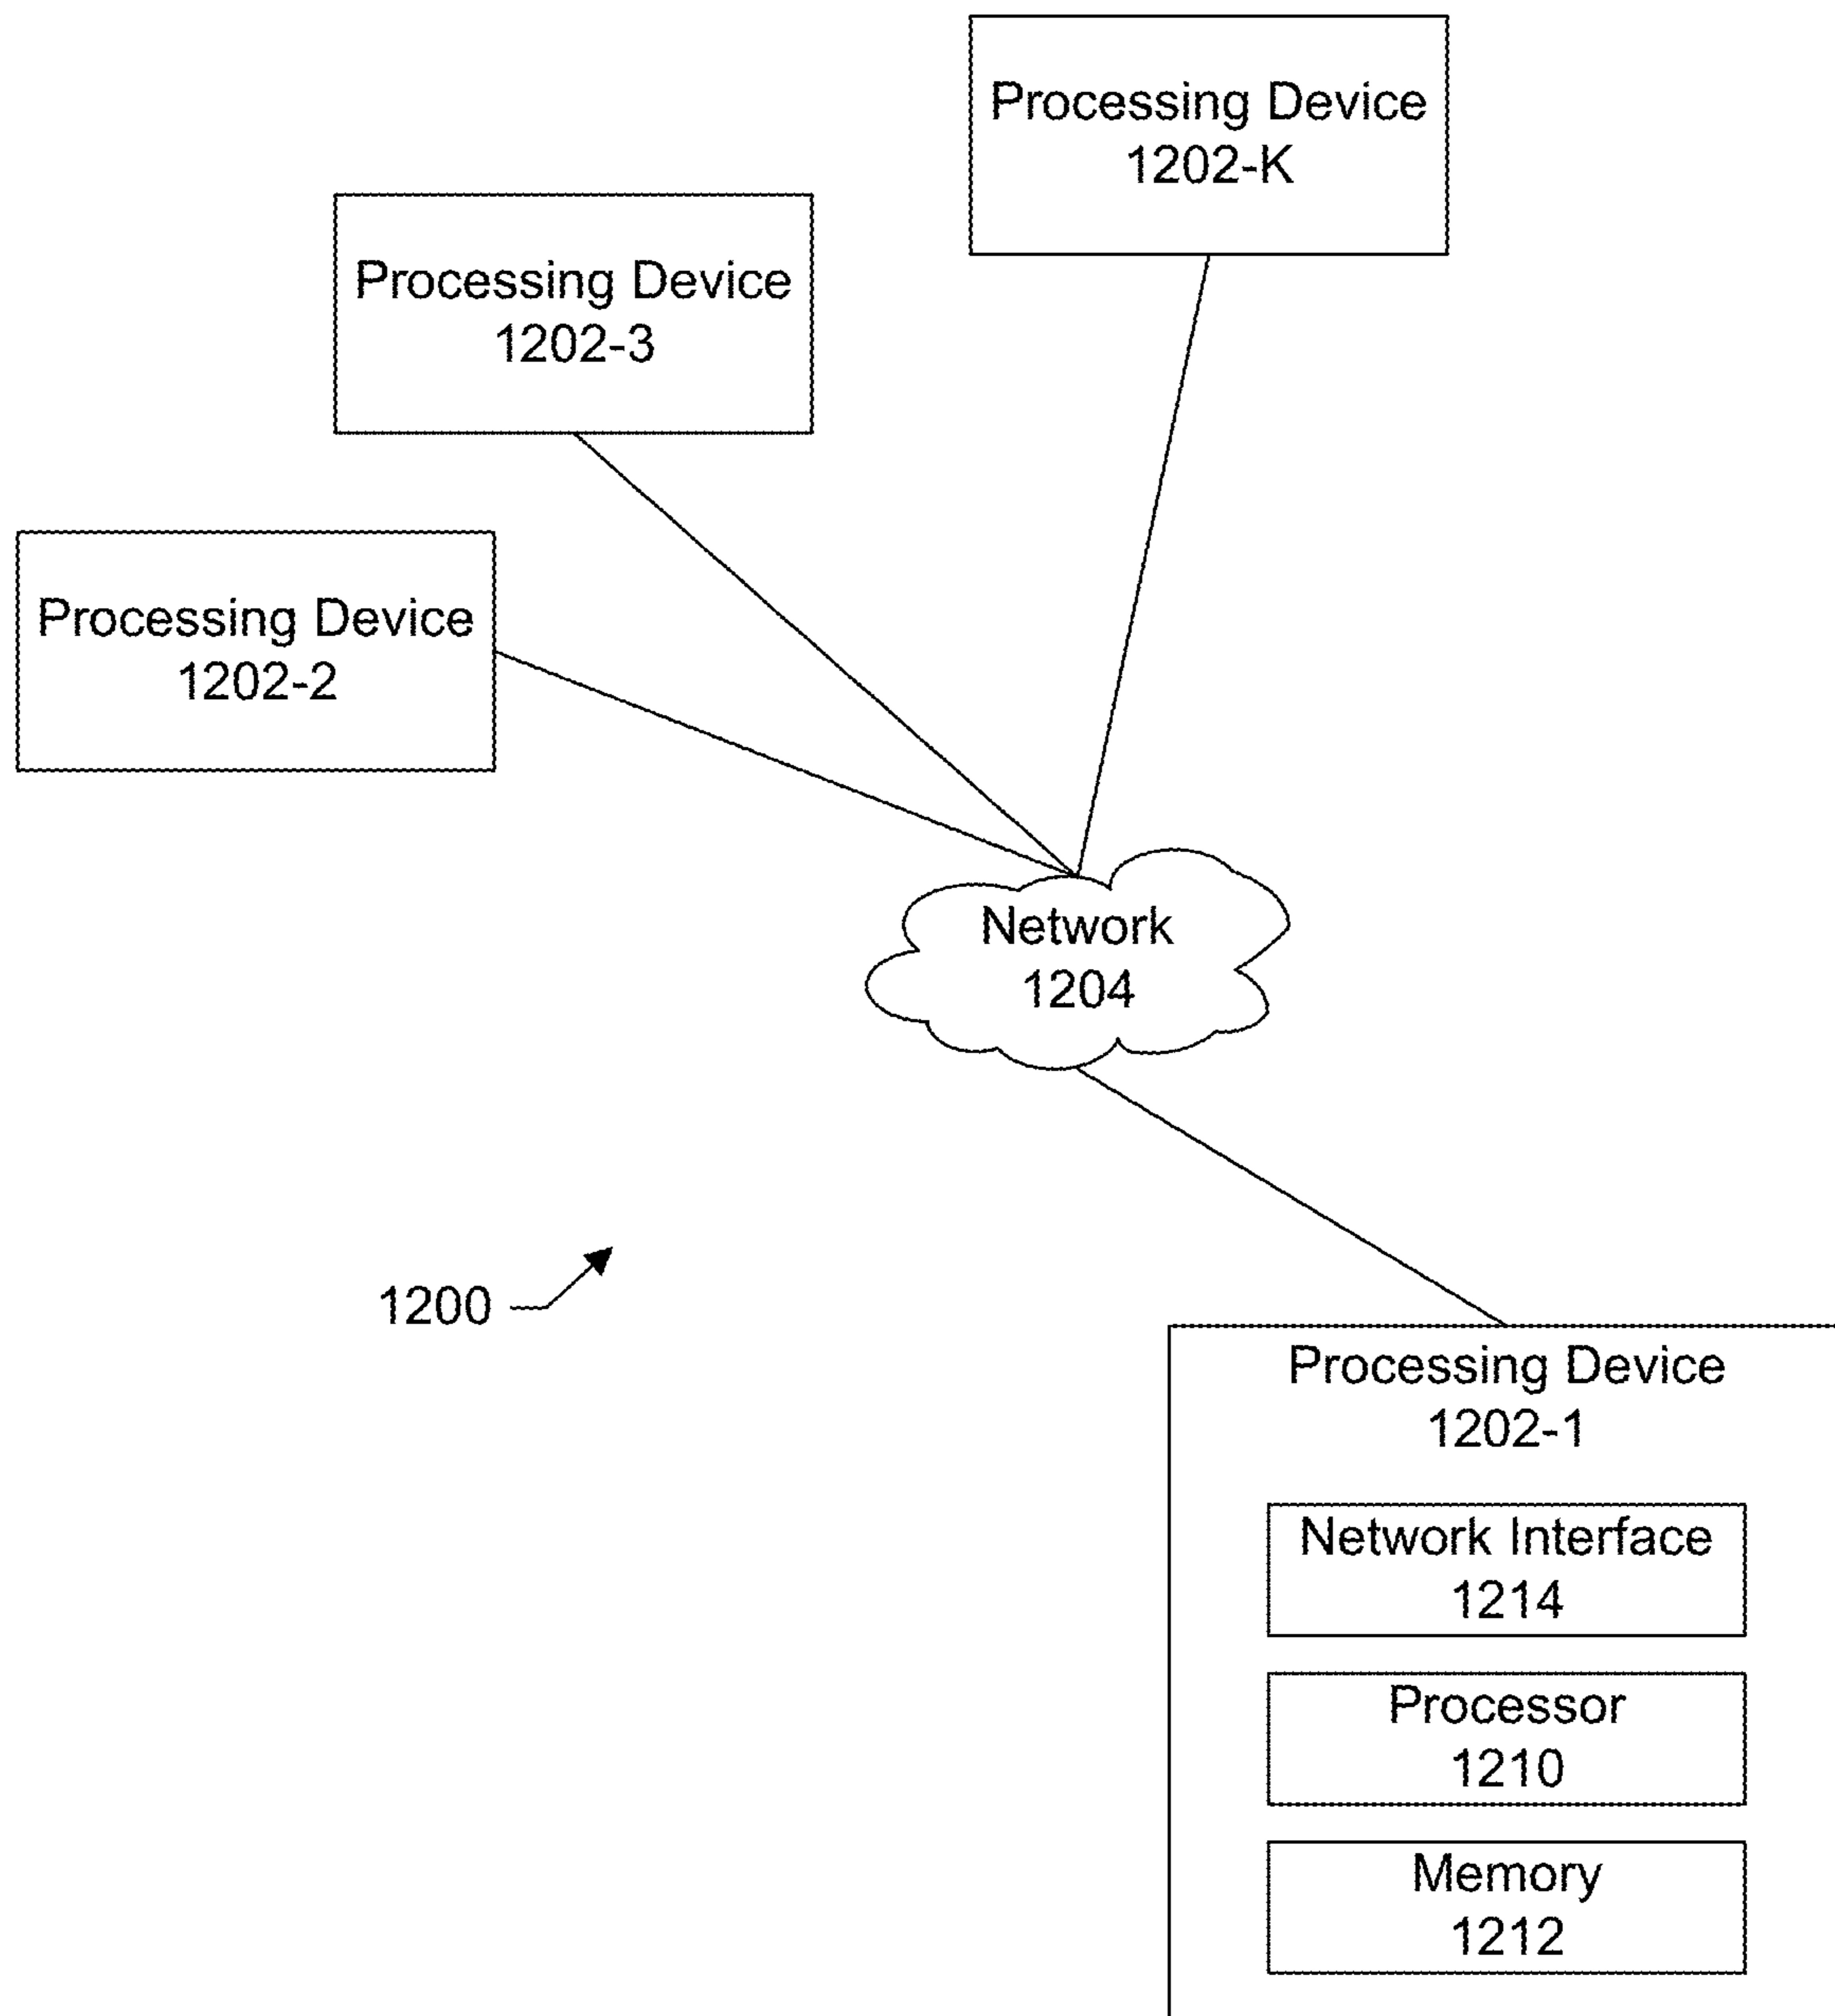 Processing Device
1202-K
Processing Device
1202-3
Processing Device
1202-2
Network
1204
1200
Processing Device
1202-1
Network Interface
1214
Processor
1210
Memory
1212